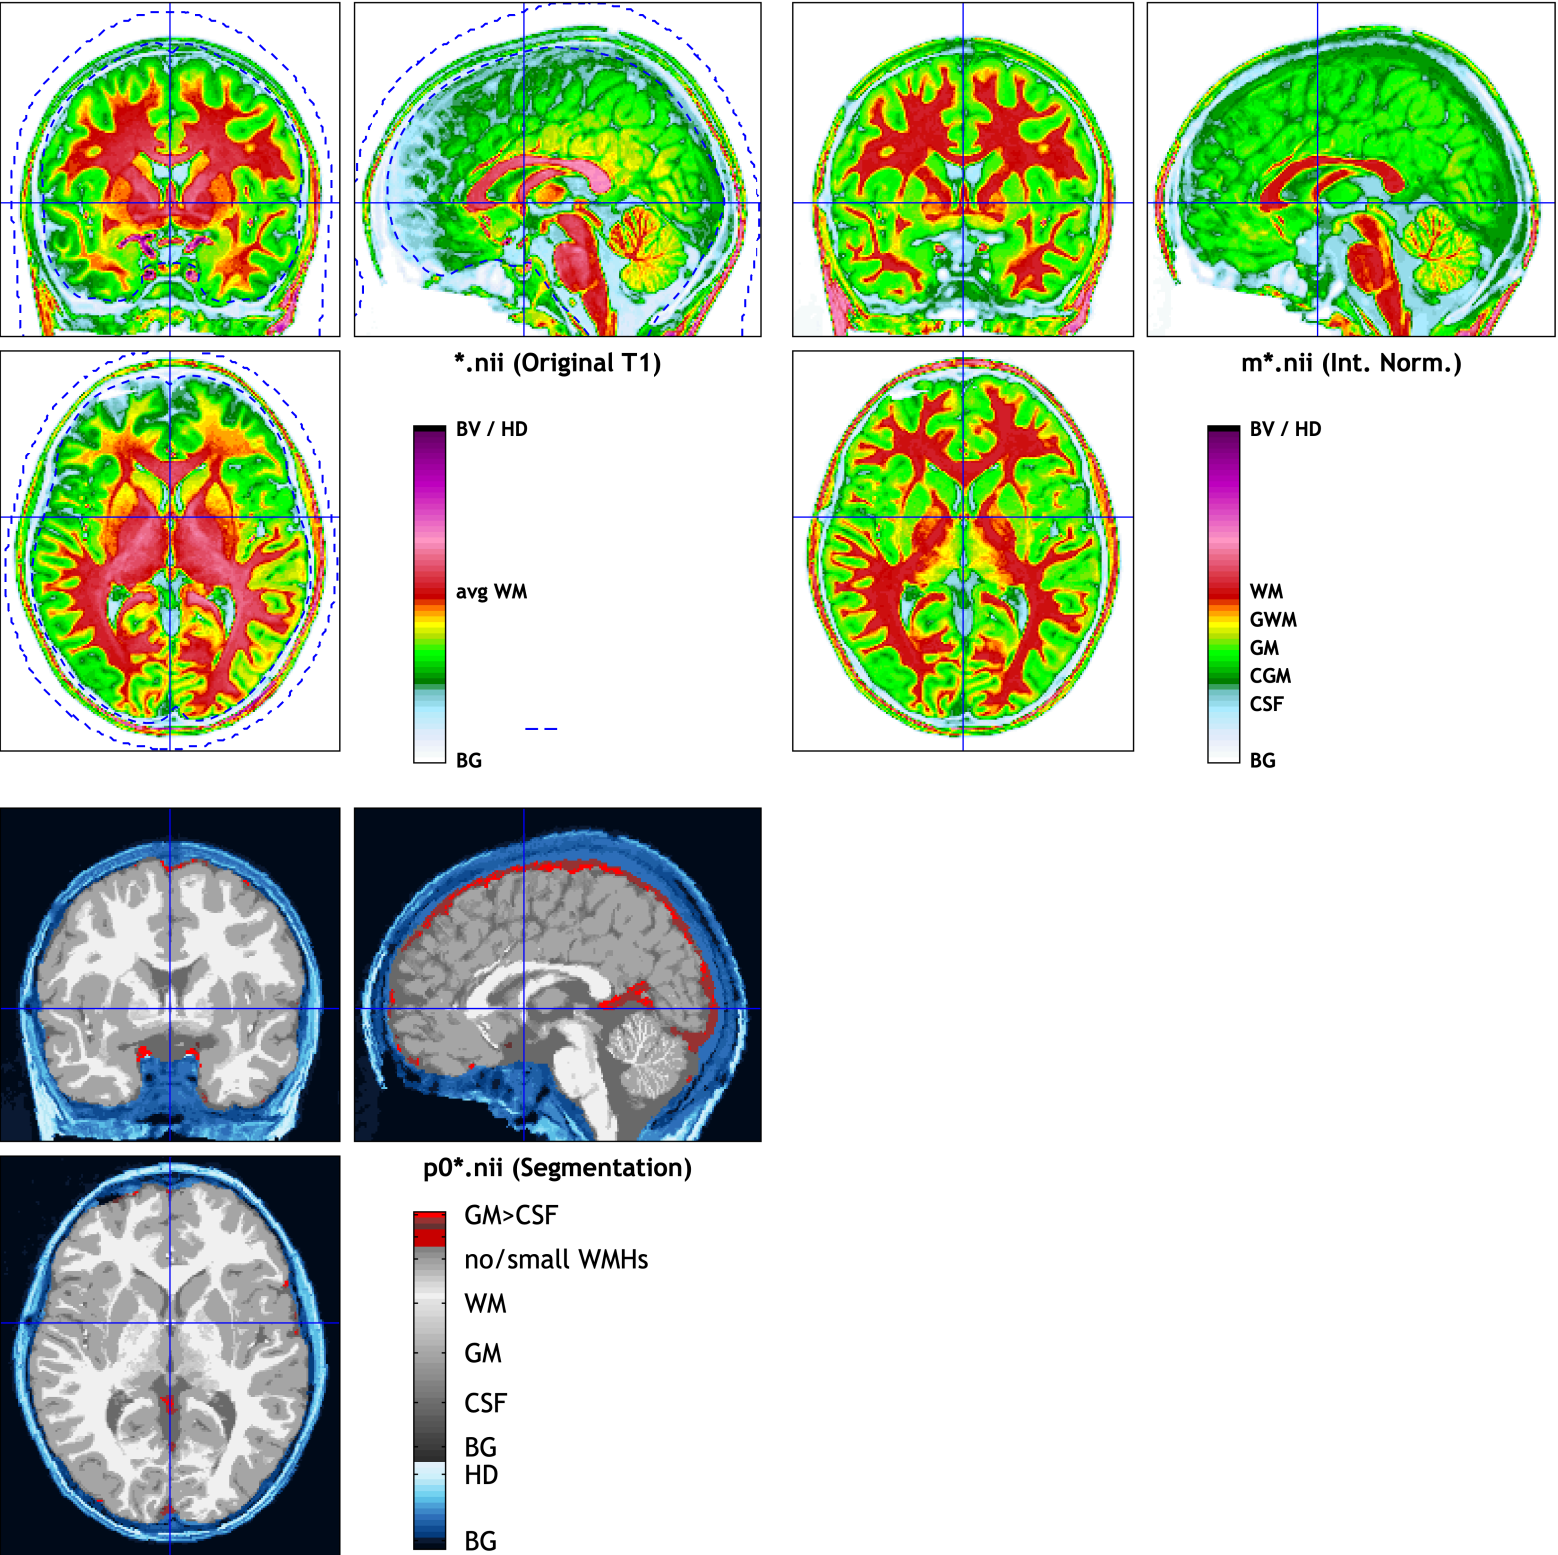 *.nii (Original T1)
BV / HD
avg WM
BG
m*.nii (Int. Norm.)
BV / HD
WM
GWM
GM
CGM
CSF
BG
p0*.nii (Segmentation)
GM>CSF
no/small WMHs
WM
GM
CSF
BG
HD
BG